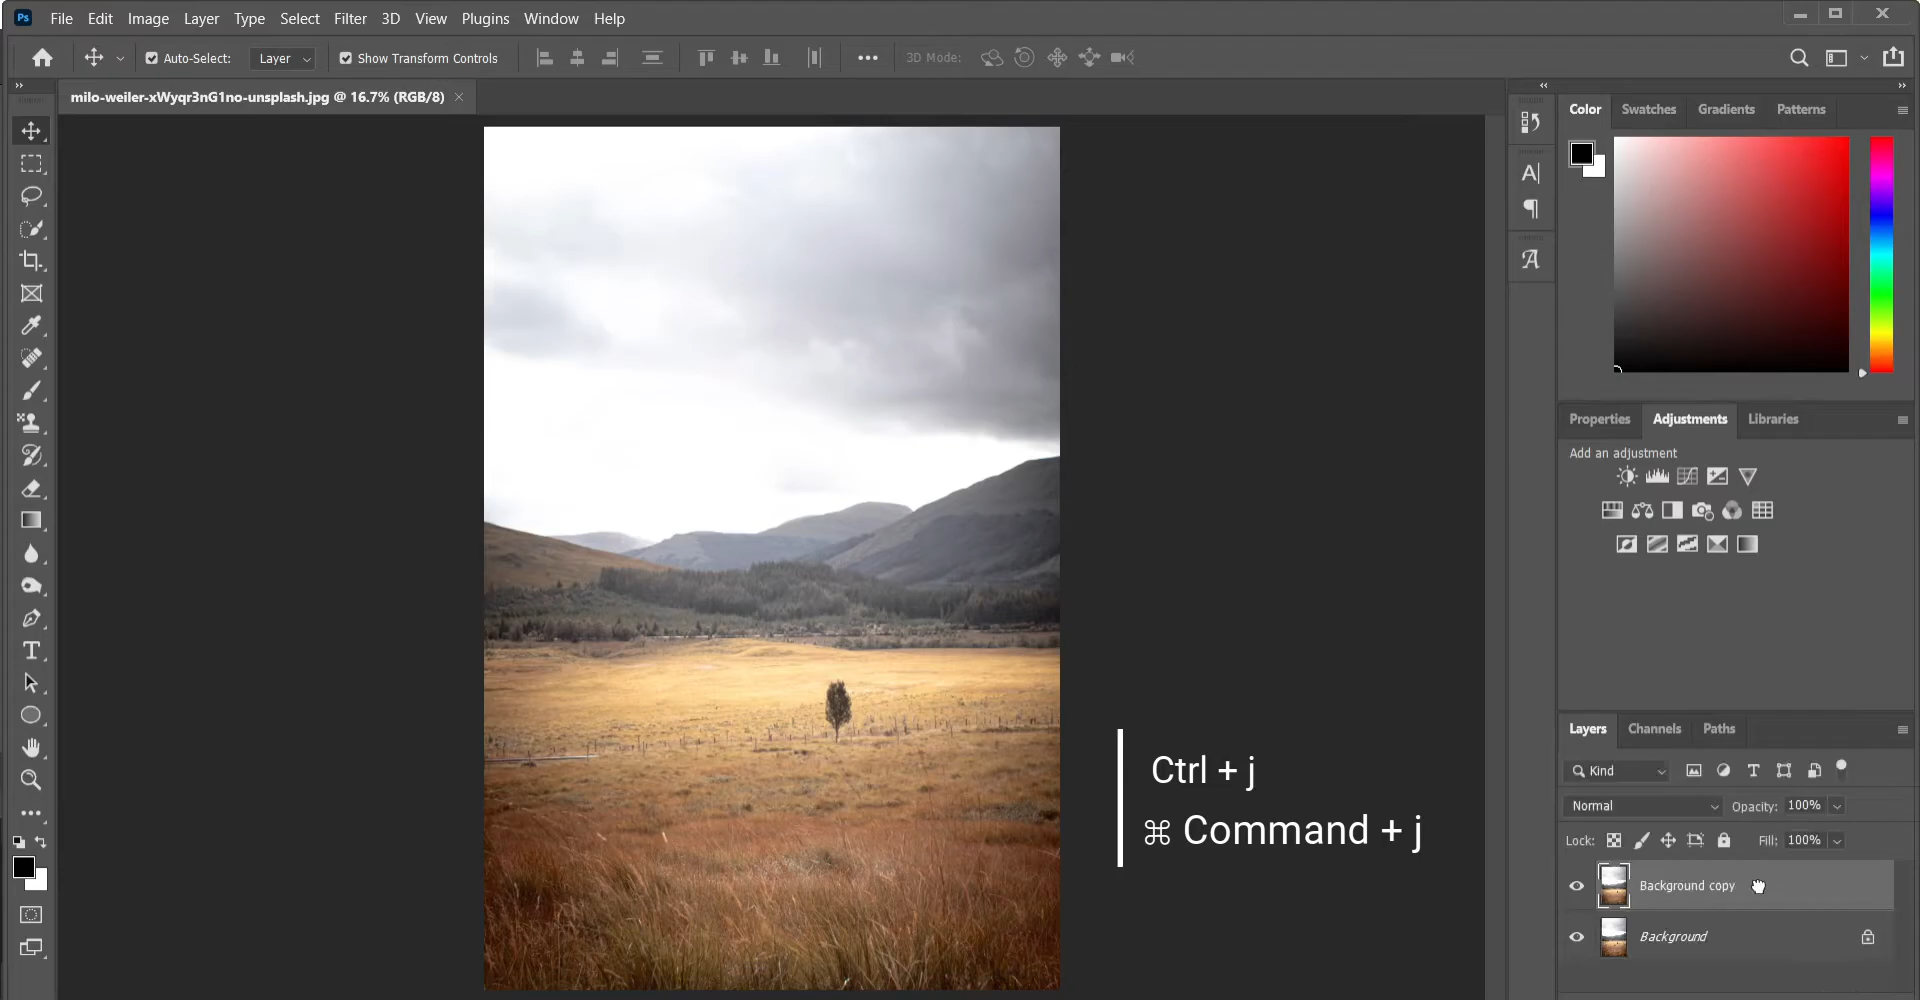 Ps File Edit Image Layer Type Select Filter 3D View Plugins Window Help
Auto-Select: Layer Show Transform Controls 3D Mode:
milo-weiler-xWyqr3nG1no-unsplash.jpg @ 16.7% (RGB/8)
Color Swatches Gradients Patterns
Properties Adjustments Libraries
Add an adjustment
Ctrl + j
⌘ Command + j
Layers Channels Paths
Kind
Normal Opacity: 100%
Lock: Fill: 100%
Background copy
Background